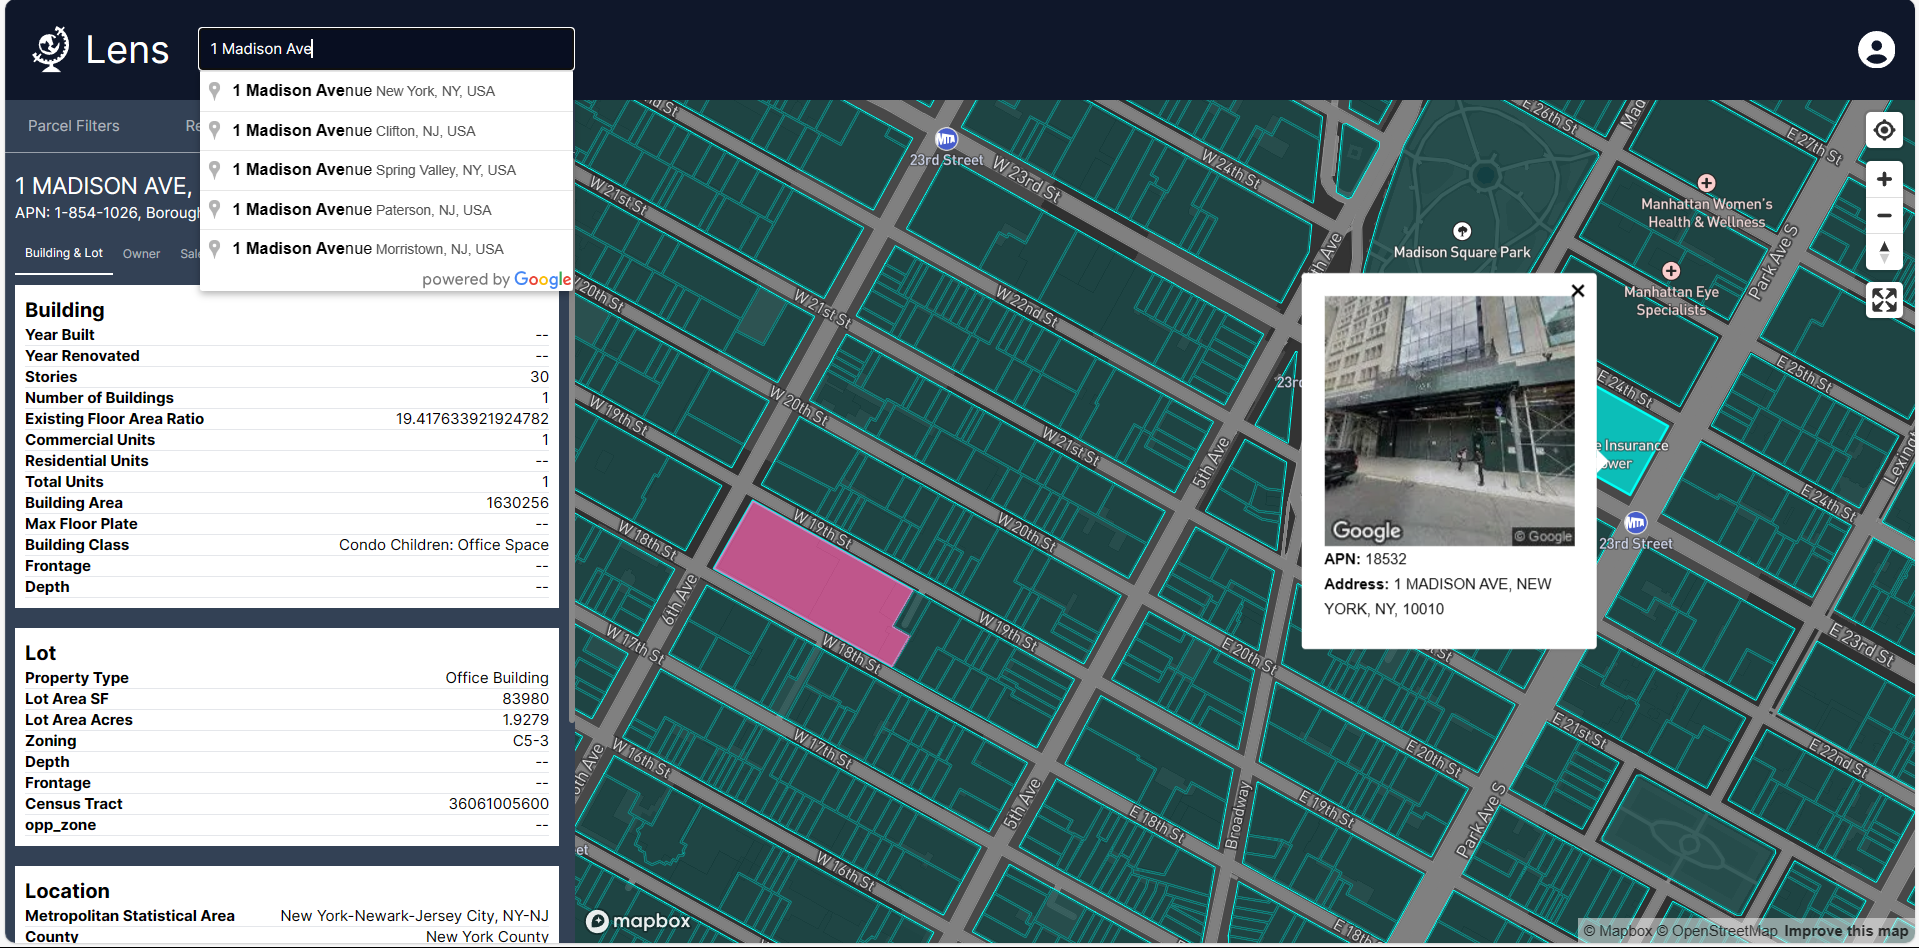 Lens
1 Madison Ave
1 Madison Avenue New York, NY, USA
1 Madison Avenue Clifton, NJ, USA
1 Madison Avenue Spring Valley, NY, USA
1 Madison Avenue Paterson, NJ, USA
1 Madison Avenue Morristown, NJ, USA
powered by Google
Parcel Filters
1 MADISON AVE,
APN: 1-854-1026,
Building & Lot
Owner
Building
Year Built --
Year Renovated --
Stories 30
Number of Buildings 1
Existing Floor Area Ratio 19.417633921924782
Commercial Units 1
Residential Units --
Total Units 1
Building Area 1630256
Max Floor Plate --
Building Class Condo Children: Office Space
Frontage --
Depth --
Lot
Property Type Office Building
Lot Area SF 83980
Lot Area Acres 1.9279
Zoning C5-3
Depth --
Frontage --
Census Tract 36061005600
opp_zone --
Location
Metropolitan Statistical Area New York-Newark-Jersey City, NY-NJ
County New York County
MTA
23rd Street
W 23rd St
W 24th St
E 26th St
E 27th St
W 21st St
W 20th St
W 21st St
W 22nd St
Madison Square Park
Manhattan Women's
Health & Wellness
Manhattan Eye
Specialists
Park Ave S
E 25th St
E 24th St
Insurance
W 19th St
W 20th St
W 21st St
5th Ave
E 24th St
W 18th St
W 19th St
W 20th St
MTA
23rd Street
6th Ave
W 17th St
W 18th St
W 19th St
E 20th St
E 23rd St
W 16th St
W 17th St
E 20th St
E 21st St
E 22nd St
5th Ave
E 18th St
Broadway
E 19th St
Park Ave S
W 16th St
Google
© Google
APN: 18532
Address: 1 MADISON AVE, NEW
YORK, NY, 10010
mapbox
© Mapbox © OpenStreetMap Improve this map